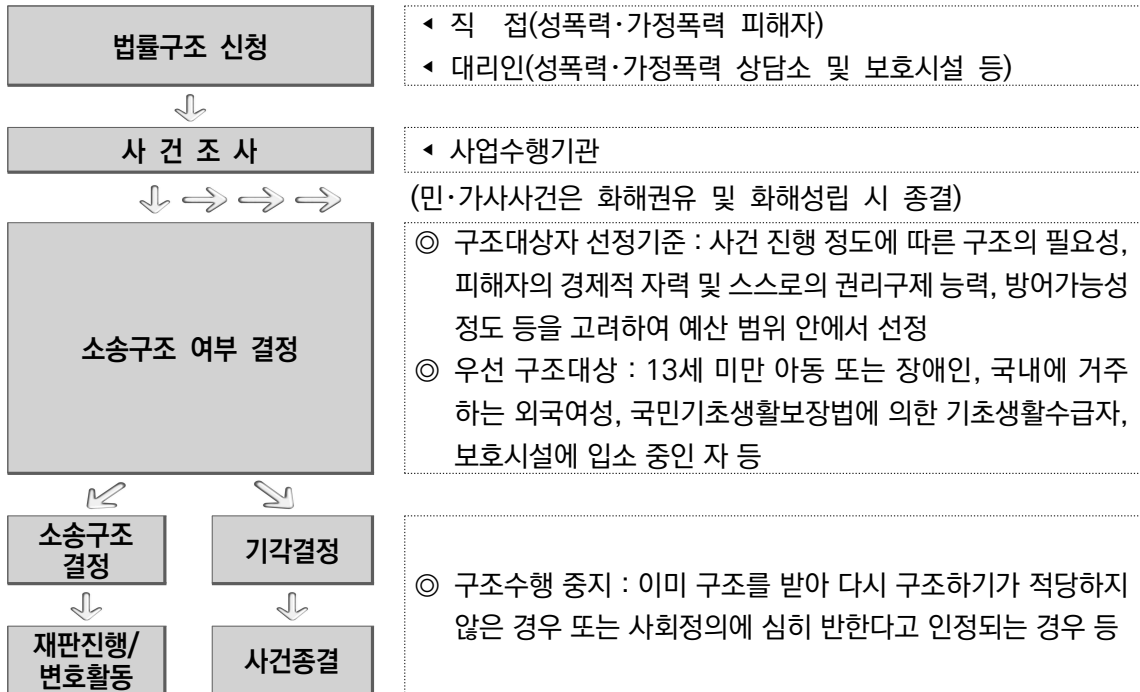 법률구조 신청
◂ 직 접(성폭력·가정폭력 피해자)
◂ 대리인(성폭력·가정폭력 상담소 및 보호시설 등)
사 건 조 사
◂ 사업수행기관
(민·가사사건은 화해권유 및 화해성립 시 종결)
소송구조 여부 결정
◎ 구조대상자 선정기준 : 사건 진행 정도에 따른 구조의 필요성,
피해자의 경제적 자력 및 스스로의 권리구제 능력, 방어가능성
정도 등을 고려하여 예산 범위 안에서 선정
◎ 우선 구조대상 : 13세 미만 아동 또는 장애인, 국내에 거주
하는 외국여성, 국민기초생활보장법에 의한 기초생활수급자,
보호시설에 입소 중인 자 등
소송구조
결정
기각결정
◎ 구조수행 중지 : 이미 구조를 받아 다시 구조하기가 적당하지
않은 경우 또는 사회정의에 심히 반한다고 인정되는 경우 등
재판진행/
변호활동
사건종결